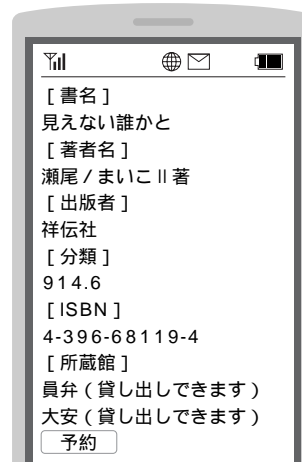 ［書名］
見えない誰かと
［著者名］
瀬尾／まいこ∥著
［出版者］
祥伝社
［分類］
914.6
［ISBN］
4-396-68119-4
［所蔵館］
員弁（貸し出しできます）
大安（貸し出しできます）
予約